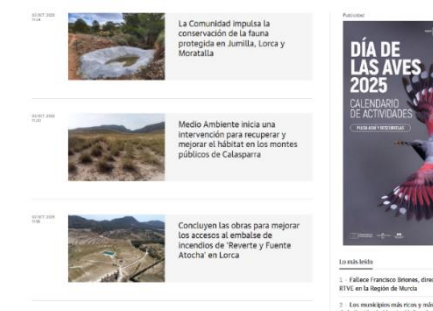 La Comunidad impulsa la
conservación de la fauna
protegida en Jumilla, Lorca y
Moratalla
Medio Ambiente inicia una
intervención para recuperar y
mejorar el hábitat en los montes
públicos de Calasparra
Concluyen las obras para mejorar
los accesos al embalse de
incendios de 'Reverte y Fuente
Atocha' en Lorca
Publicidad
DÍA DE
LAS AVES
2025
CALENDARIO
DE ACTIVIDADES
Lo más leído
1 - Fallece Francisco Briones, direc
RTVE en la Región de Murcia
2 - Los municipios más ricos y más